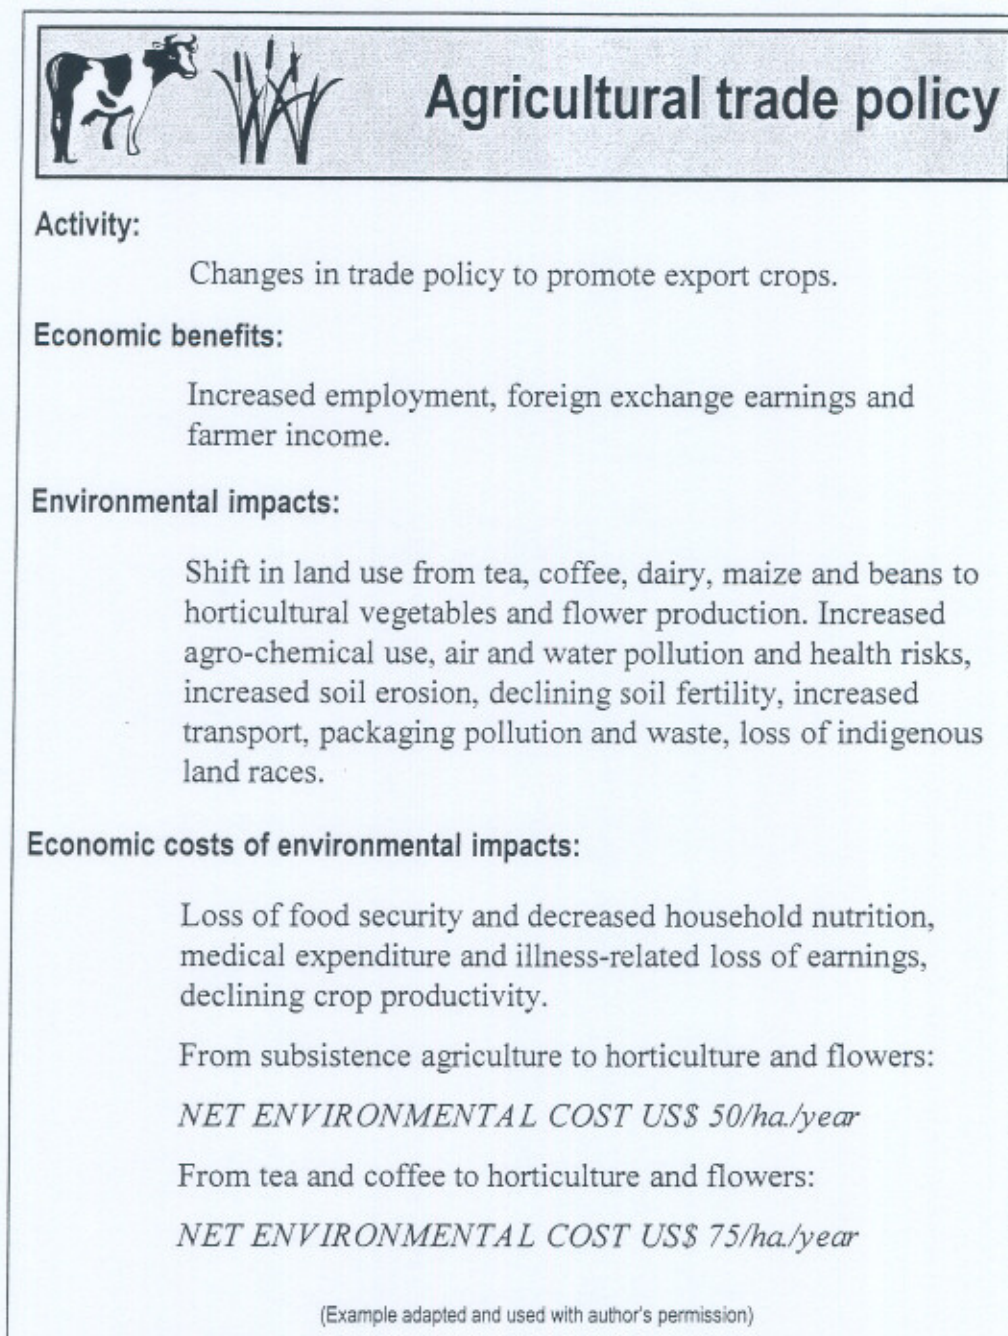 Agricultural trade policy
Activity:
Changes in trade policy to promote export crops.
Economic benefits:
Increased employment, foreign exchange earnings and
farmer income.
Environmental impacts:
Shift in land use from tea, coffee, dairy, maize and beans to
horticultural vegetables and flower production. Increased
agro-chemical use, air and water pollution and health risks,
increased soil erosion, declining soil fertility, increased
transport, packaging pollution and waste, loss of indigenous
land races.
Economic costs of environmental impacts:
Loss of food security and decreased household nutrition,
medical expenditure and illness-related loss of earnings,
declining crop productivity.
From subsistence agriculture to horticulture and flowers:
NET ENVIRONMENTAL COST US$ 50/ha./year
From tea and coffee to horticulture and flowers:
NET ENVIRONMENTAL COST US$ 75/ha./year
(Example adapted and used with author's permission)